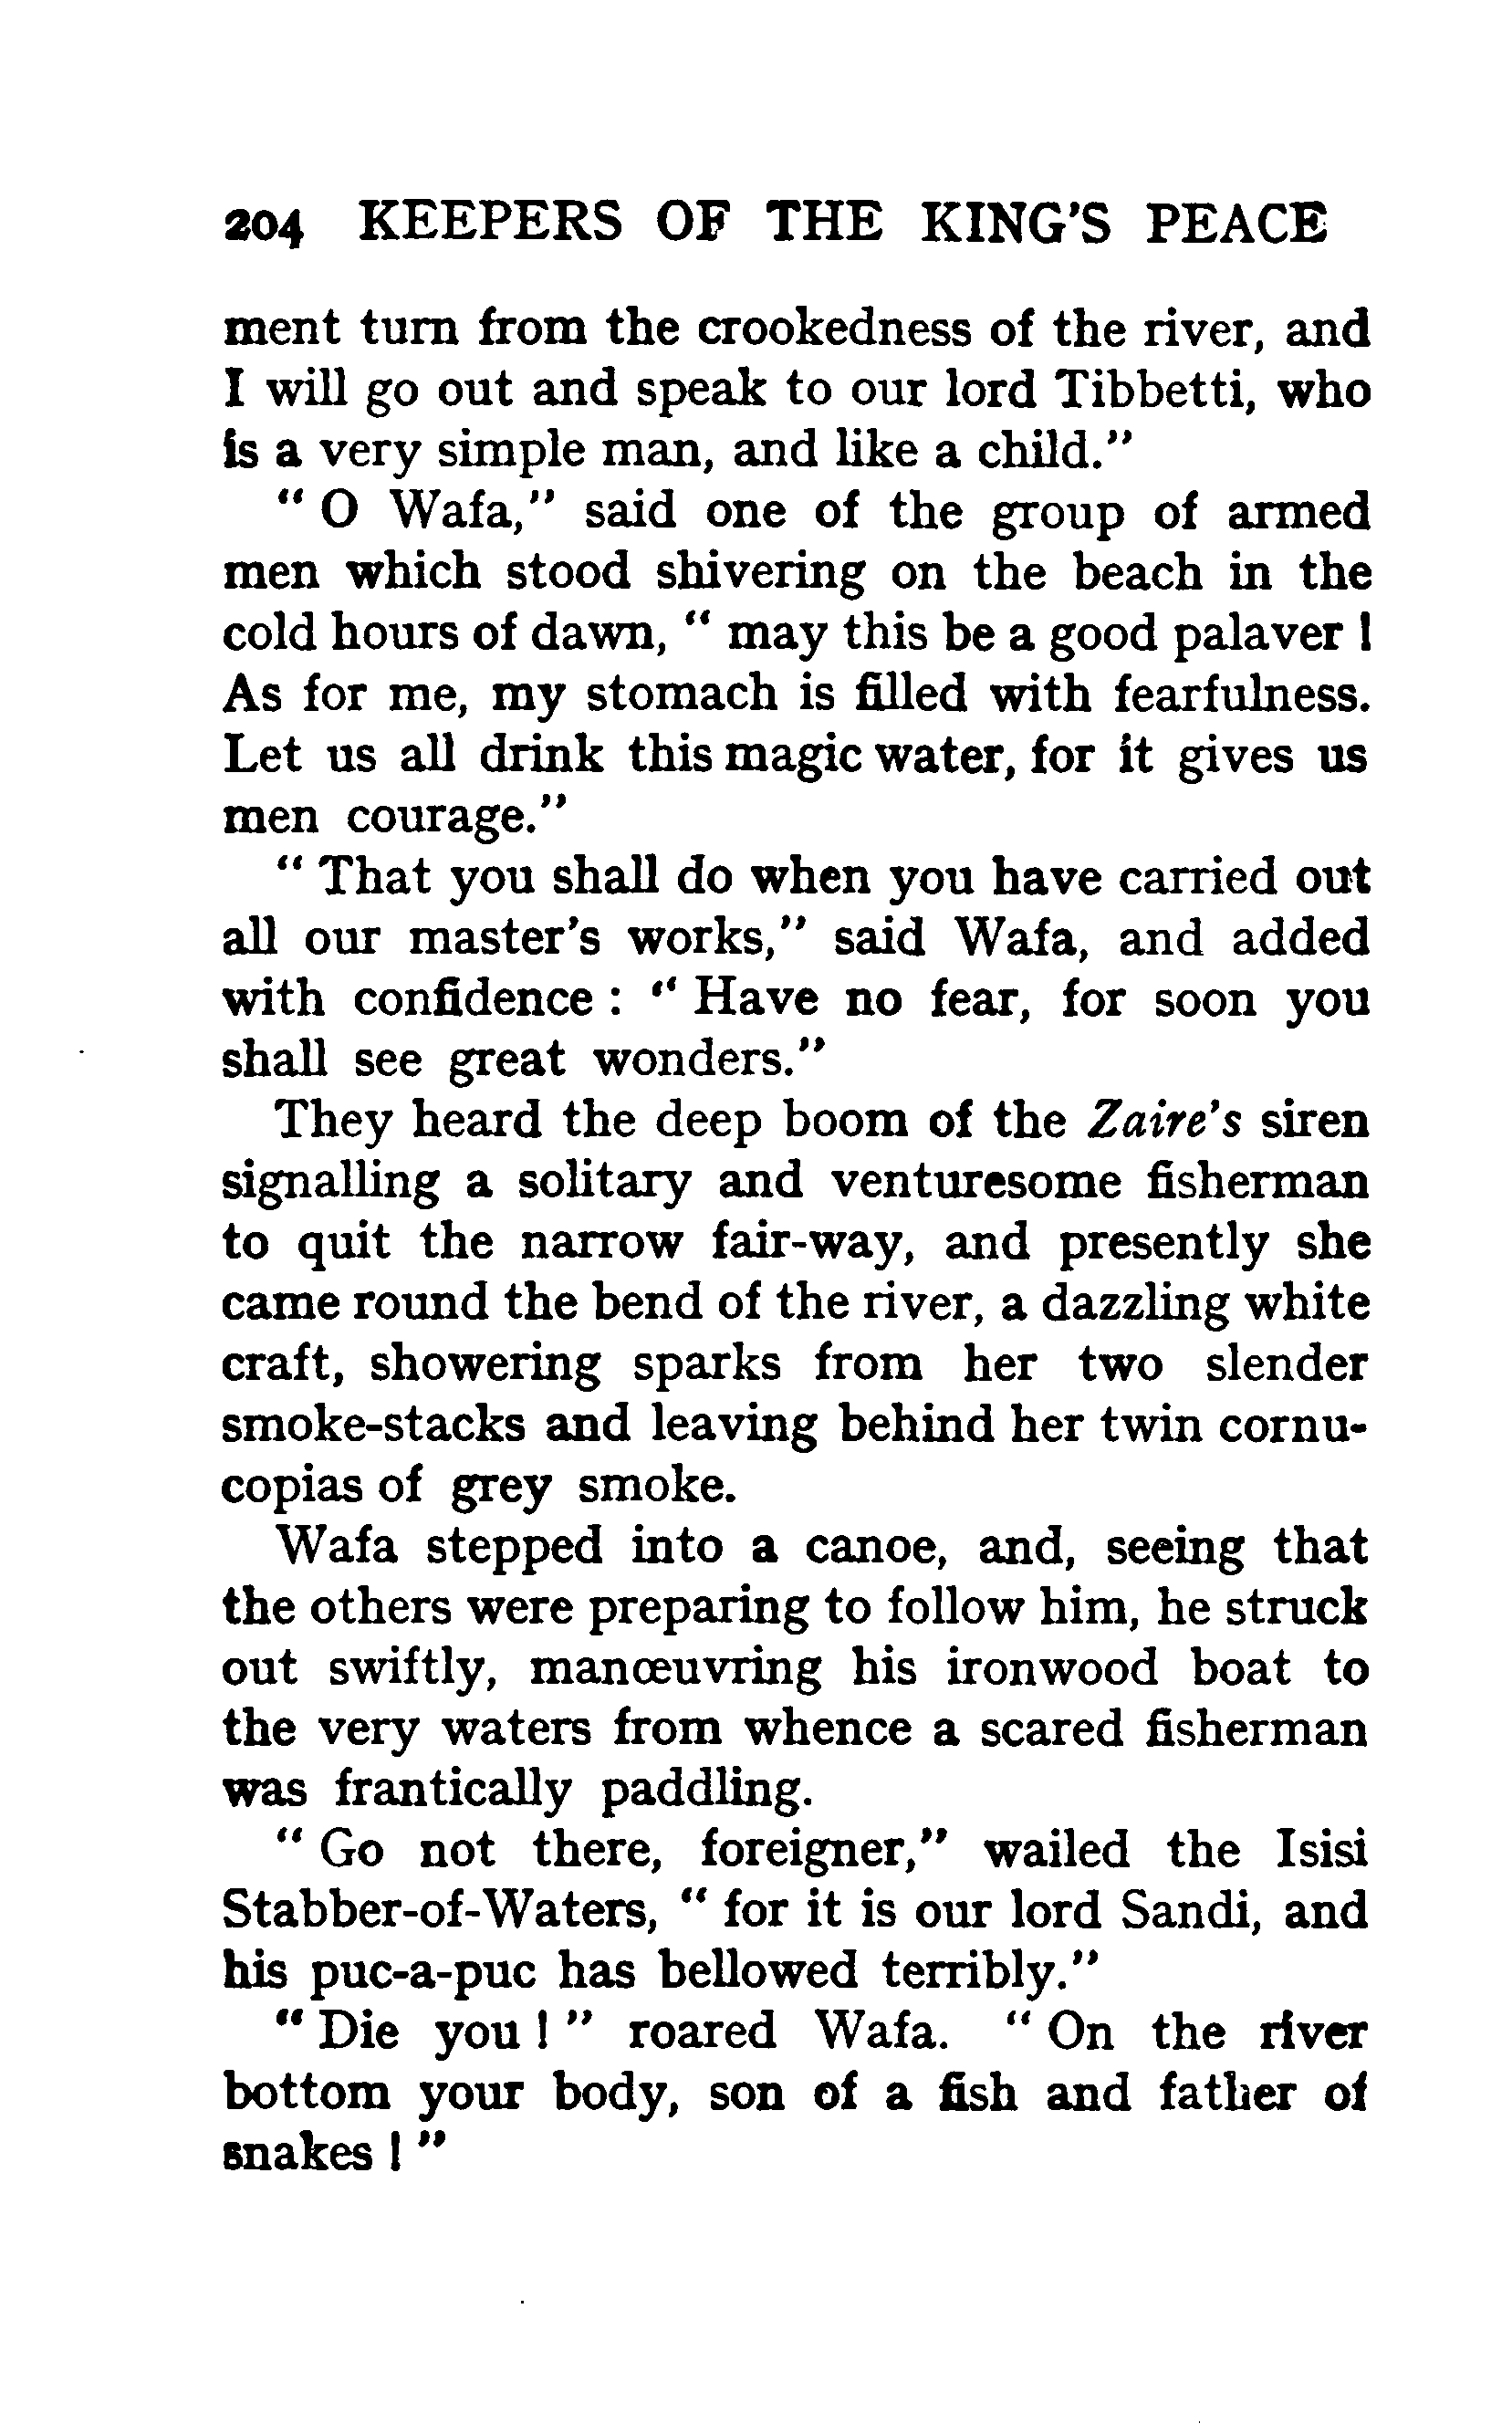 204 KEEPERS OF THE KING'S PEACE
ment turn from the crookedness of the river, and
I will go out and speak to our lord Tibbetti, who
is a very simple man, and like a child."
" O Wafa," said one of the group of armed
men which stood shivering on the beach in the
cold hours of dawn, " may this be a good palaver !
As for me, my stomach is filled with fearfulness.
Let us all drink this magic water, for it gives us
men courage."
" That you shall do when you have carried out
all our master's works," said Wafa, and added
with confidence : " Have no fear, for soon you
shall see great wonders."
They heard the deep boom of the Zaire's siren
signalling a solitary and venturesome fisherman
to quit the narrow fair-way, and presently she
came round the bend of the river, a dazzling white
craft, showering sparks from her two slender
smoke-stacks and leaving behind her twin cornu-
copias of grey smoke.
Wafa stepped into a canoe, and, seeing that
the others were preparing to follow him, he struck
out swiftly, manœuvring his ironwood boat to
the very waters from whence a scared fisherman
was frantically paddling.
" Go not there, foreigner," wailed the Isisi
Stabber-of-Waters, " for it is our lord Sandi, and
his puc-a-puc has bellowed terribly."
" Die you ! " roared Wafa. " On the river
bottom your body, son of a fish and father of
snakes ! "